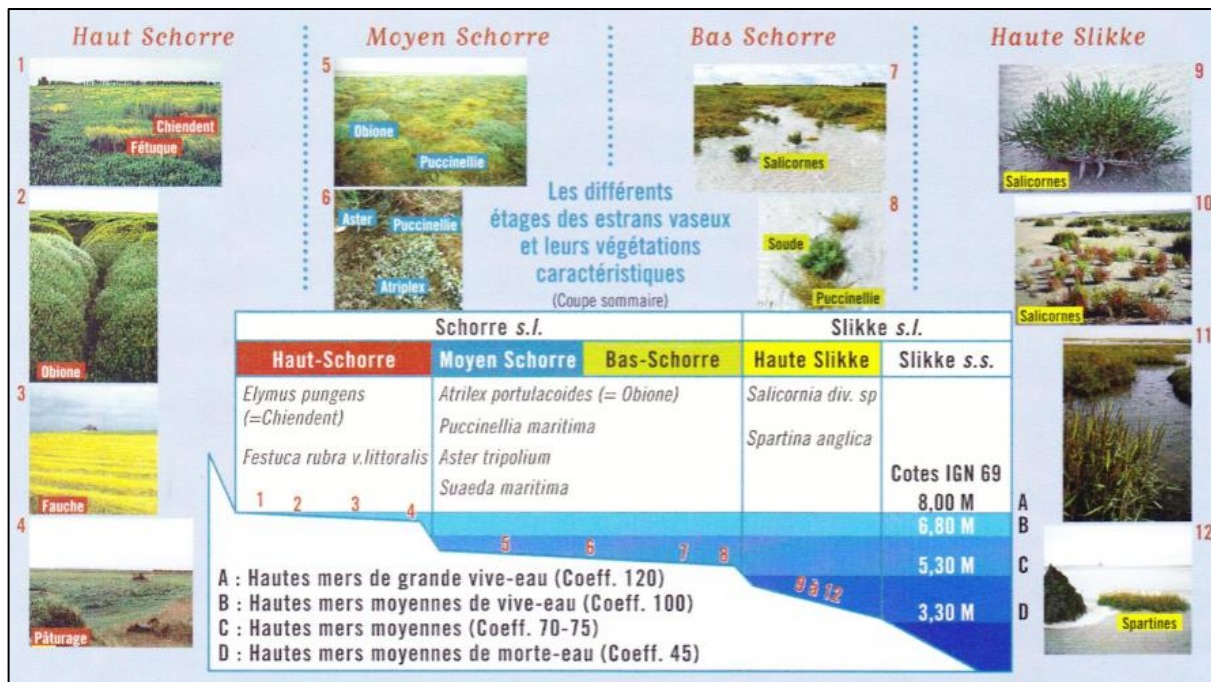 Haut Schorre
Moyen Schorre
Bas Schorre
Haute Slikke
1
Chiendent
Fétuque
2
Obione
3
Fauche
4
Pâturage
5
Obione
Puccinellie
6
Aster
Puccinellie
Atriplex
7
Salicornes
8
Soude
Puccinellie
9
Salicornes
10
Salicornes
11
12
Spartines
Les différents
étages des estrans vaseux
et leurs végétations
caractéristiques
(Coupe sommaire)
Schorre s.l.
Slikke s.l.
Haut-Schorre
Moyen Schorre
Bas-Schorre
Haute Slikke
Slikke s.s.
Elymus pungens
(=Chiendent)
Festuca rubra v.littoralis
Atrilex portulacoides (= Obione)
Puccinellia maritima
Aster tripolium
Suaeda maritima
Salicornia div. sp
Spartina anglica
Cotes IGN 69
8,00 M A
6,80 M B
5,30 M C
3,30 M D
1 2 3 4
5 6 7 8
9 à 12
A : Hautes mers de grande vive-eau (Coeff. 120)
B : Hautes mers moyennes de vive-eau (Coeff. 100)
C : Hautes mers moyennes (Coeff. 70-75)
D : Hautes mers moyennes de morte-eau (Coeff. 45)